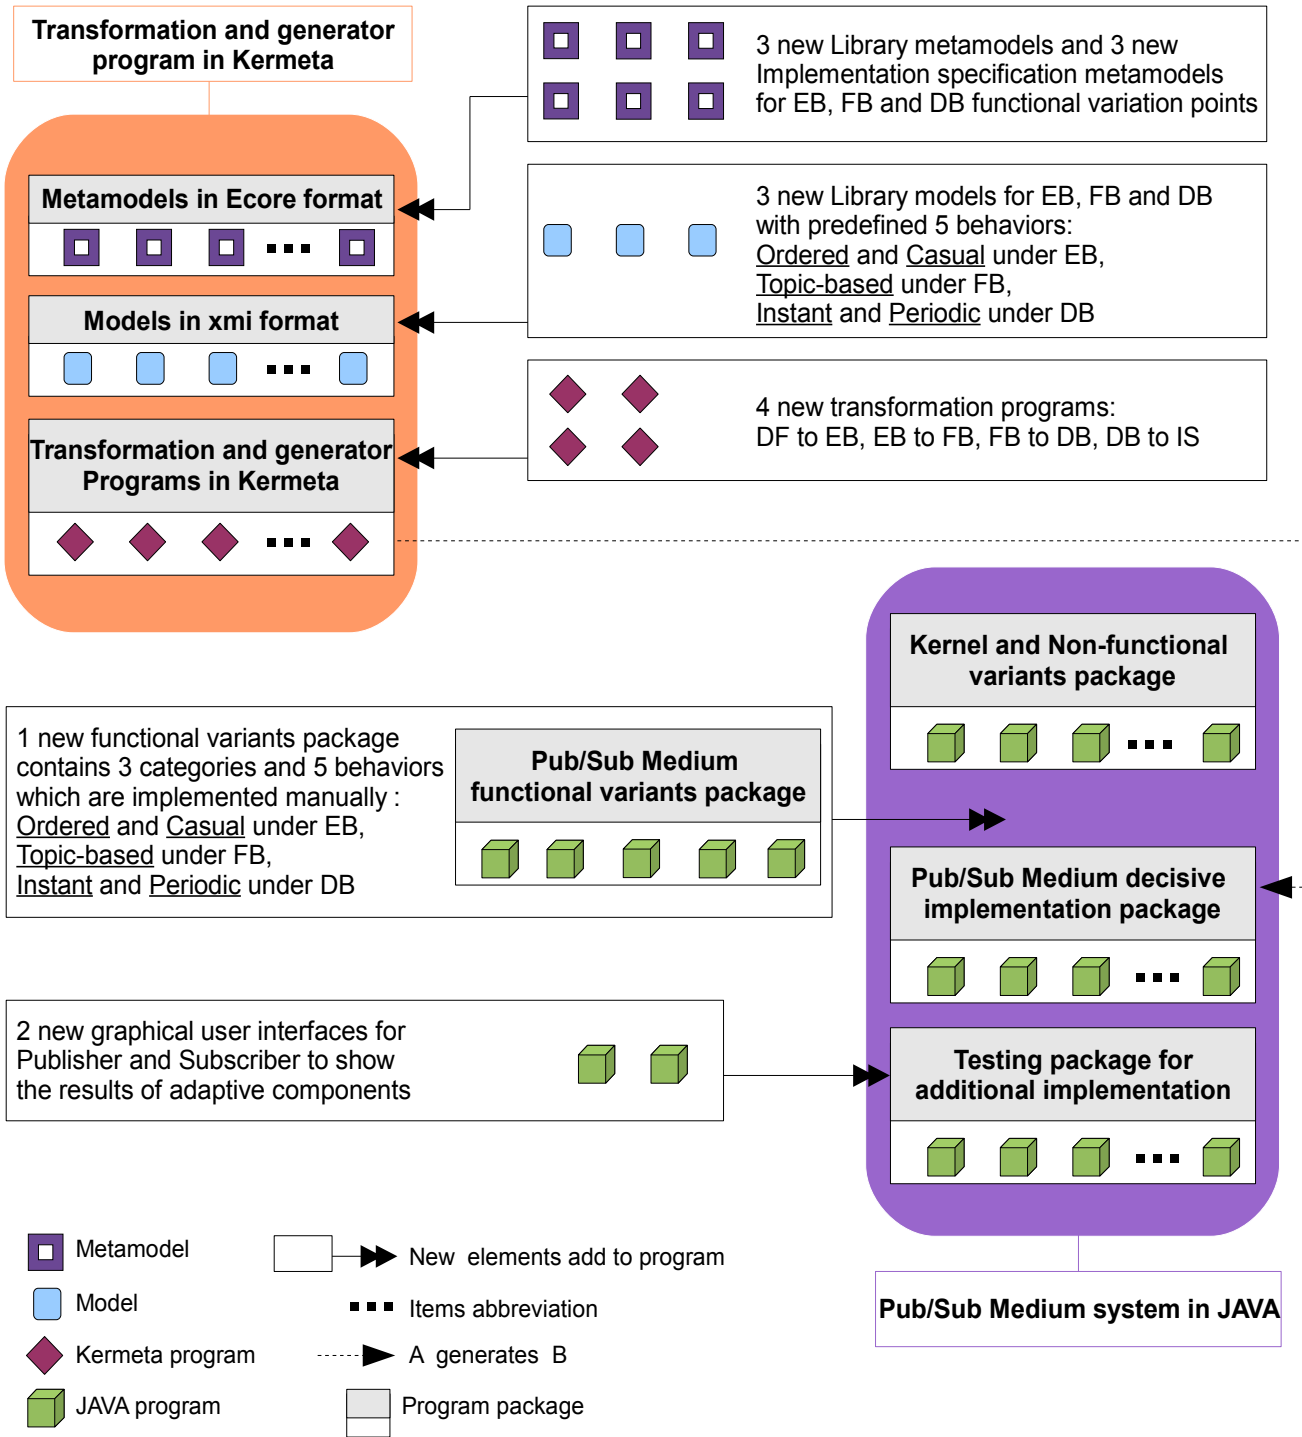 Transformation and generator
program in Kermeta
3 new Library metamodels and 3 new
Implementation specification metamodels
for EB, FB and DB functional variation points
Metamodels in Ecore format
3 new Library models for EB, FB and DB
with predefined 5 behaviors:
Ordered and Casual under EB,
Topic-based under FB,
Instant and Periodic under DB
Models in xmi format
4 new transformation programs:
DF to EB, EB to FB, FB to DB, DB to IS
Transformation and generator
Programs in Kermeta
Kernel and Non-functional
variants package
1 new functional variants package
contains 3 categories and 5 behaviors
which are implemented manually :
Ordered and Casual under EB,
Topic-based under FB,
Instant and Periodic under DB
Pub/Sub Medium
functional variants package
Pub/Sub Medium decisive
implementation package
2 new graphical user interfaces for
Publisher and Subscriber to show
the results of adaptive components
Testing package for
additional implementation
Metamodel
New elements add to program
Model
Items abbreviation
Pub/Sub Medium system in JAVA
Kermeta program
A generates B
JAVA program
Program package